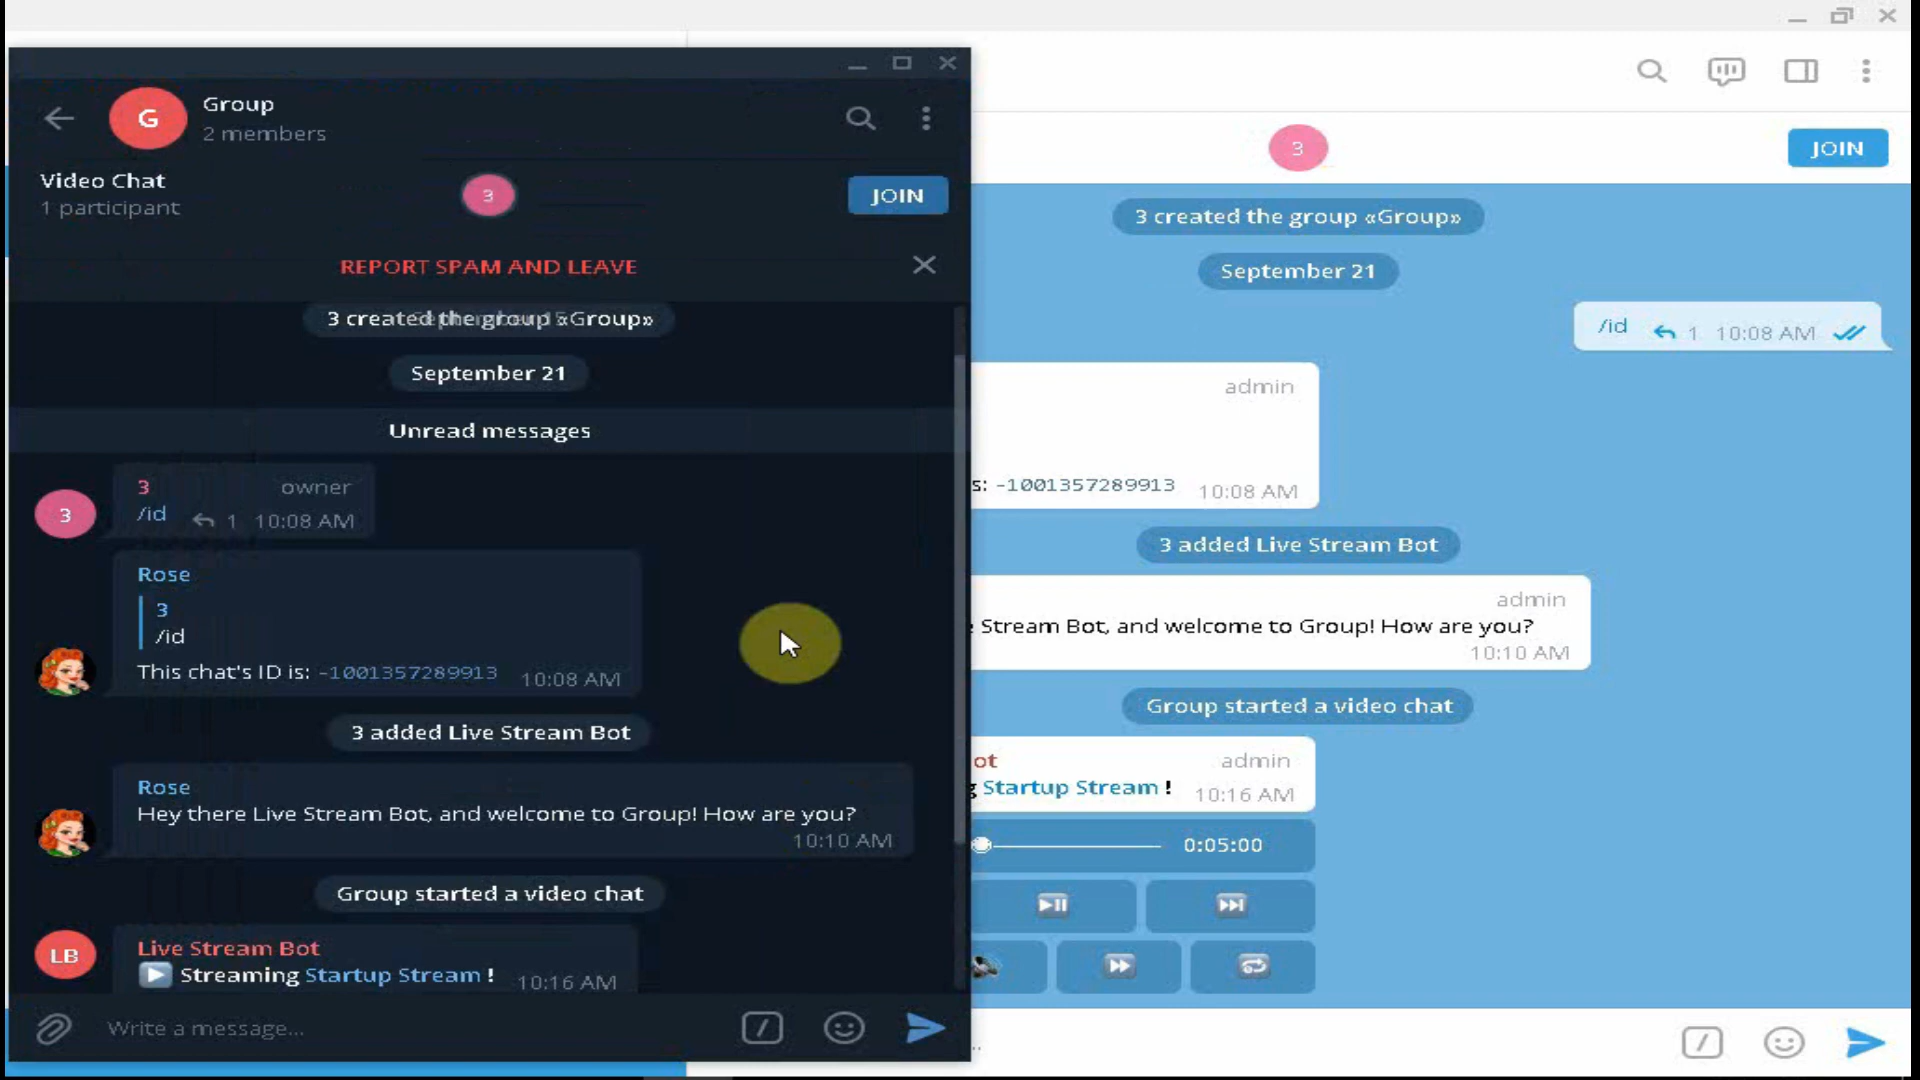 G
Group
2 members
Video Chat
1 participant
3
JOIN
REPORT SPAM AND LEAVE
3 created the group «Group»
September 21
Unread messages
3
owner
3
/id
1 10:08 AM
Rose
3
/id
This chat's ID is: -1001357289913
10:08 AM
3 added Live Stream Bot
Rose
Hey there Live Stream Bot, and welcome to Group! How are you?
10:10 AM
Group started a video chat
LB
Live Stream Bot
Streaming Startup Stream !
10:16 AM
Write a message...
3
JOIN
3 created the group «Group»
September 21
/id
1 10:08 AM
admin
s: -1001357289913
10:08 AM
3 added Live Stream Bot
admin
Stream Bot, and welcome to Group! How are you?
10:10 AM
Group started a video chat
ot
admin
g Startup Stream !
10:16 AM
0:05:00